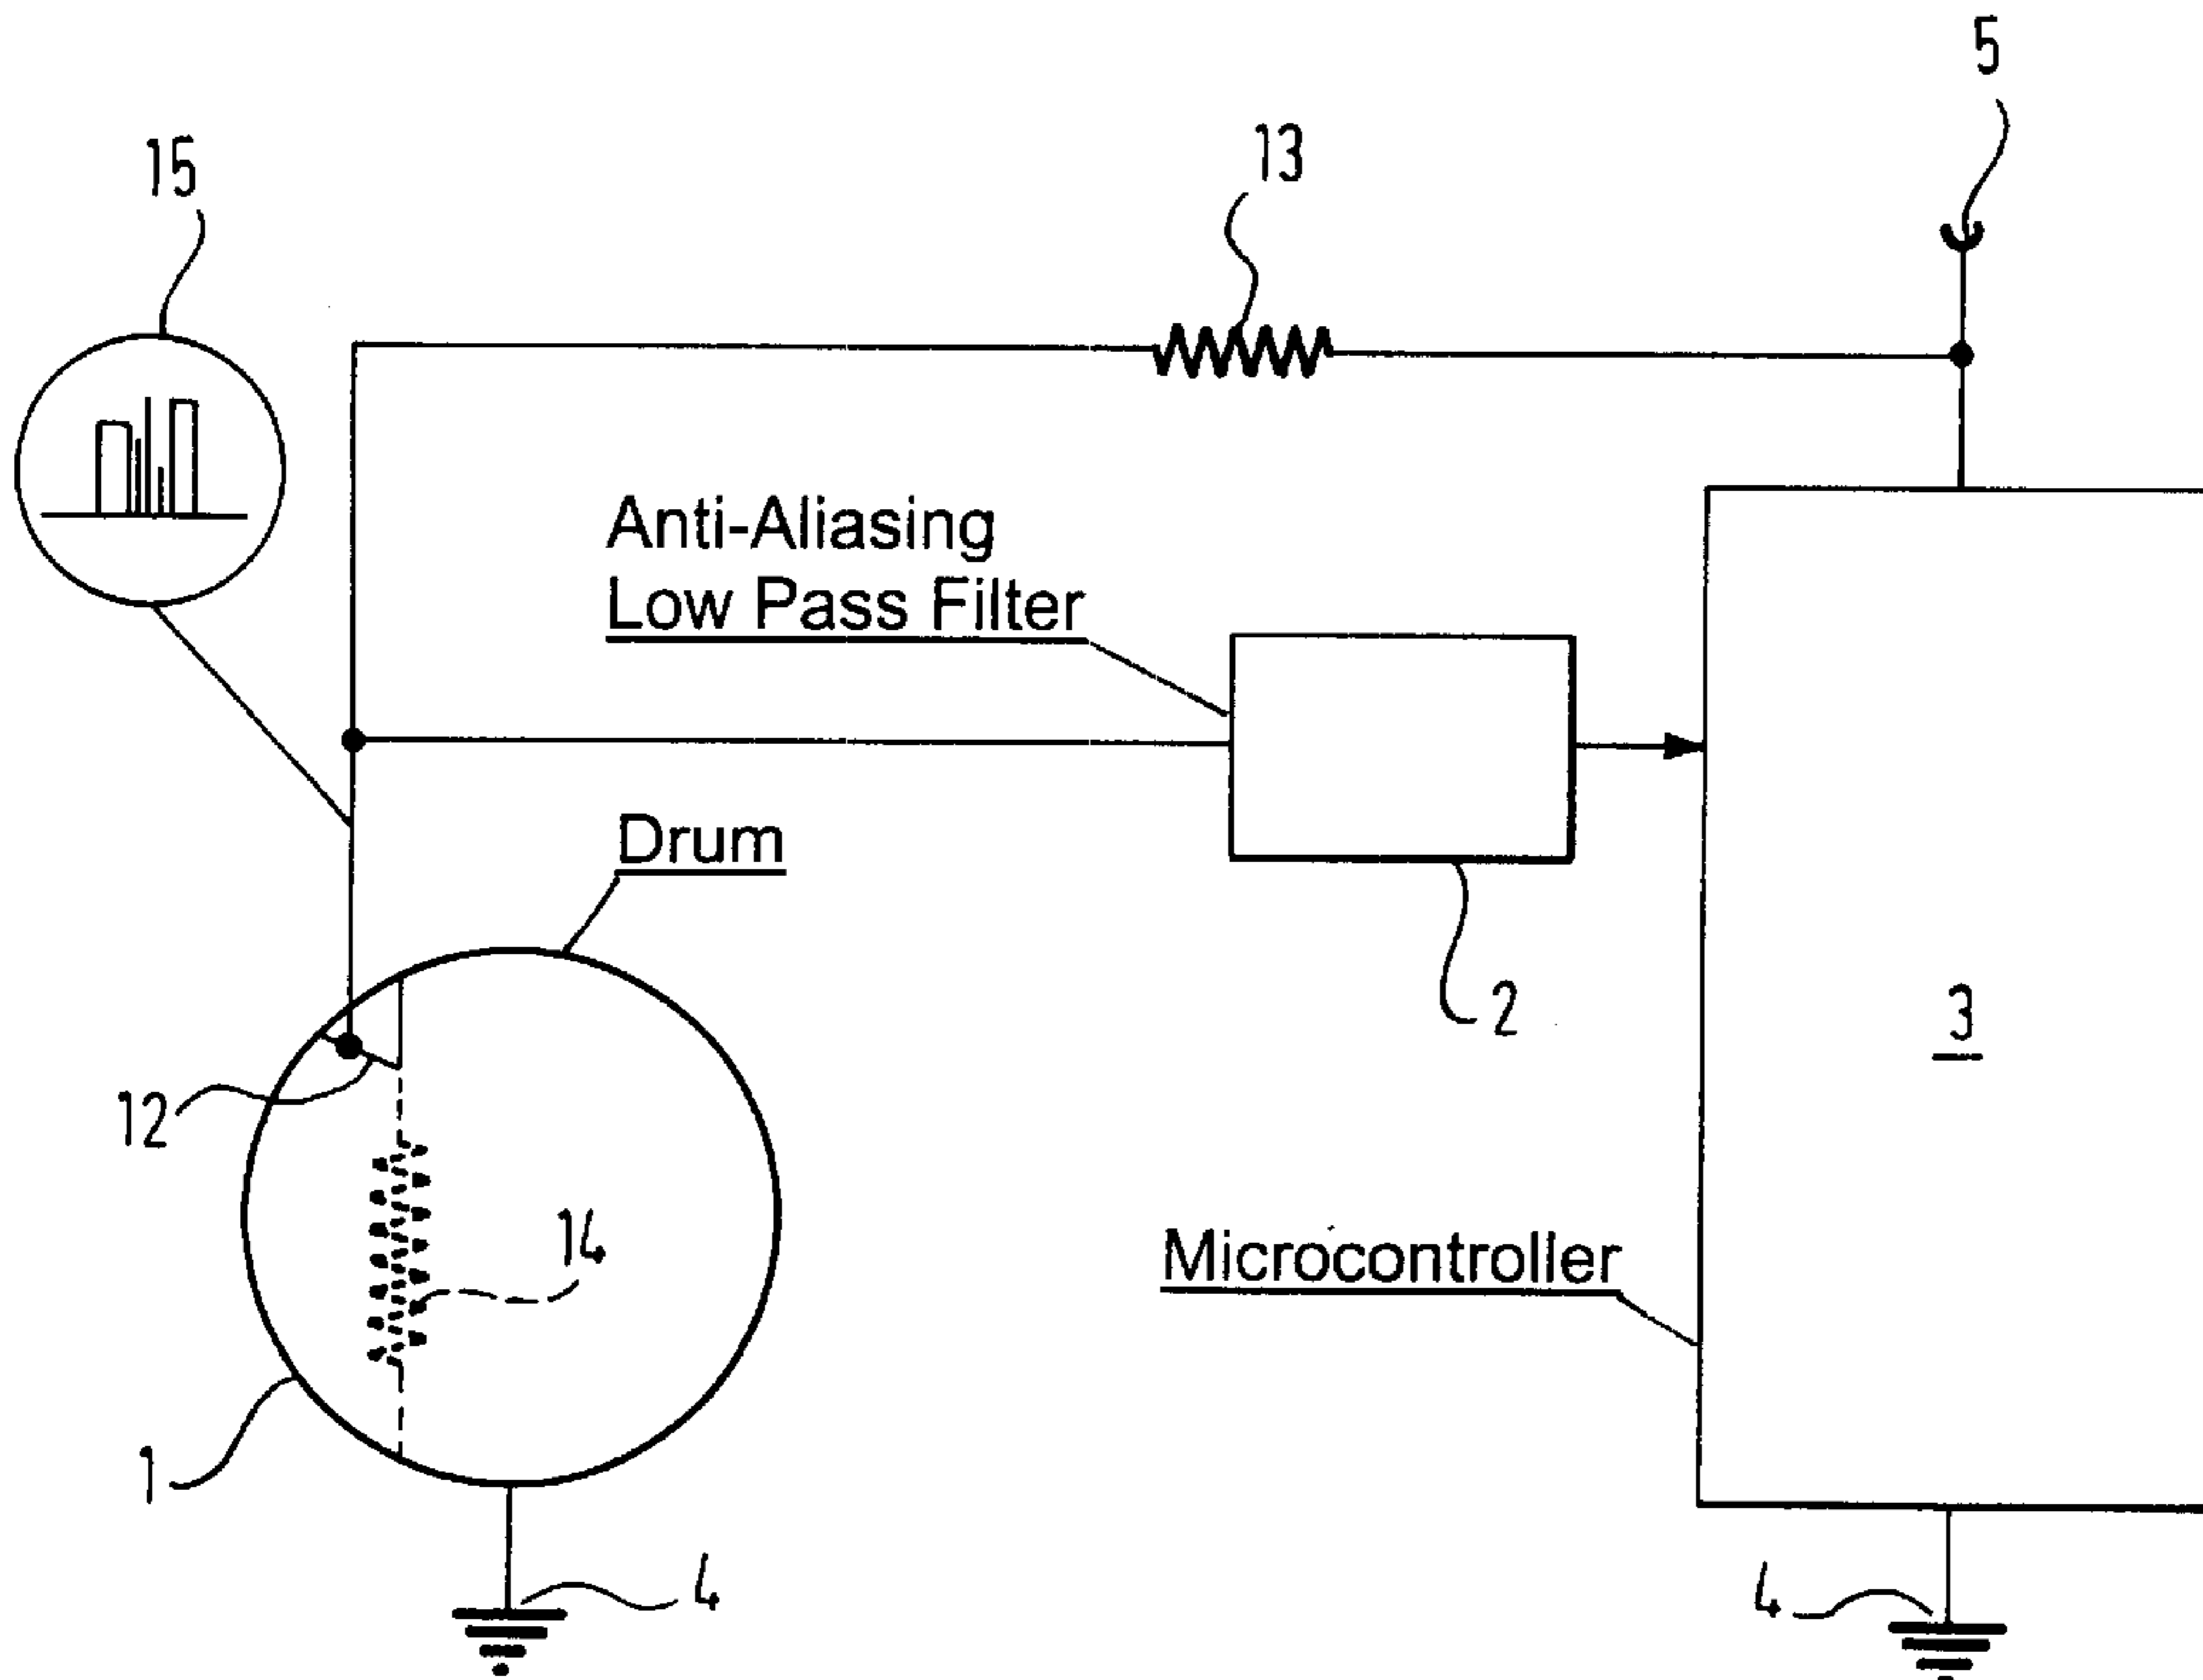 5
15
13
Anti-Aliasing
Low Pass Filter
Drum
2
3
12
14
Microcontroller
1
4
4